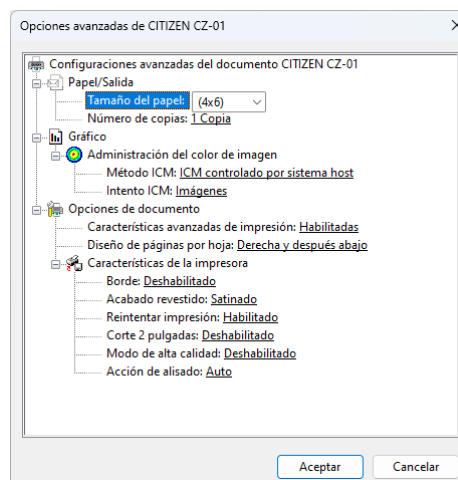 Opciones avanzadas de CITIZEN CZ-01
Configuraciones avanzadas del documento CITIZEN CZ-01
Papel/Salida
Tamaño del papel: (4x6)
Número de copias: 1 Copia
Gráfico
Administración del color de imagen
Método ICM: ICM controlado por sistema host
Intento ICM: Imágenes
Opciones de documento
Características avanzadas de impresión: Habilitadas
Diseño de páginas por hoja: Derecha y después abajo
Características de la impresora
Borde: Deshabilitado
Acabado revestido: Satinado
Reintentar impresión: Habilitado
Corte 2 pulgadas: Deshabilitado
Modo de alta calidad: Deshabilitado
Acción de alisado: Auto
Aceptar Cancelar